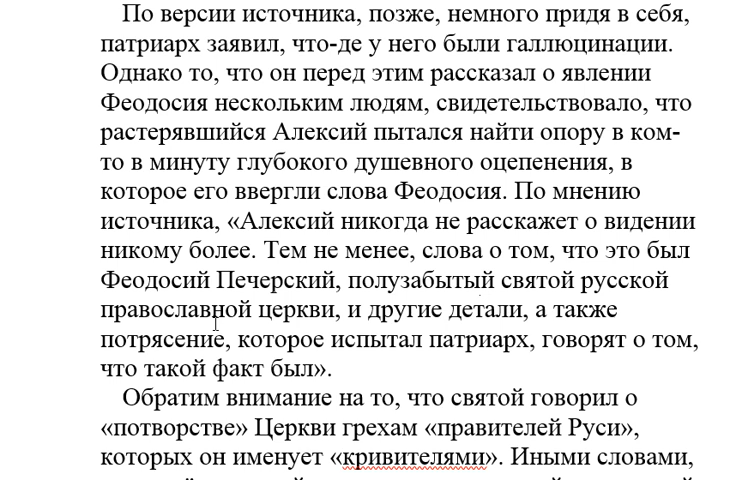 По версии источника, позже, немного придя в себя,
патриарх заявил, что-де у него были галлюцинации.
Однако то, что он перед этим рассказал о явлении
Феодосия нескольким людям, свидетельствовало, что
растерявшийся Алексий пытался найти опору в ком-
то в минуту глубокого душевного оцепенения, в
которое его ввергли слова Феодосия. По мнению
источника, «Алексий никогда не расскажет о видении
никому более. Тем не менее, слова о том, что это был
Феодосий Печерский, полузабытый святой русской
православной церкви, и другие детали, а также
потрясение, которое испытал патриарх, говорят о том,
что такой факт был».
Обратим внимание на то, что святой говорил о
«потворстве» Церкви грехам «правителей Руси»,
которых он именует «кривителями». Иными словами,